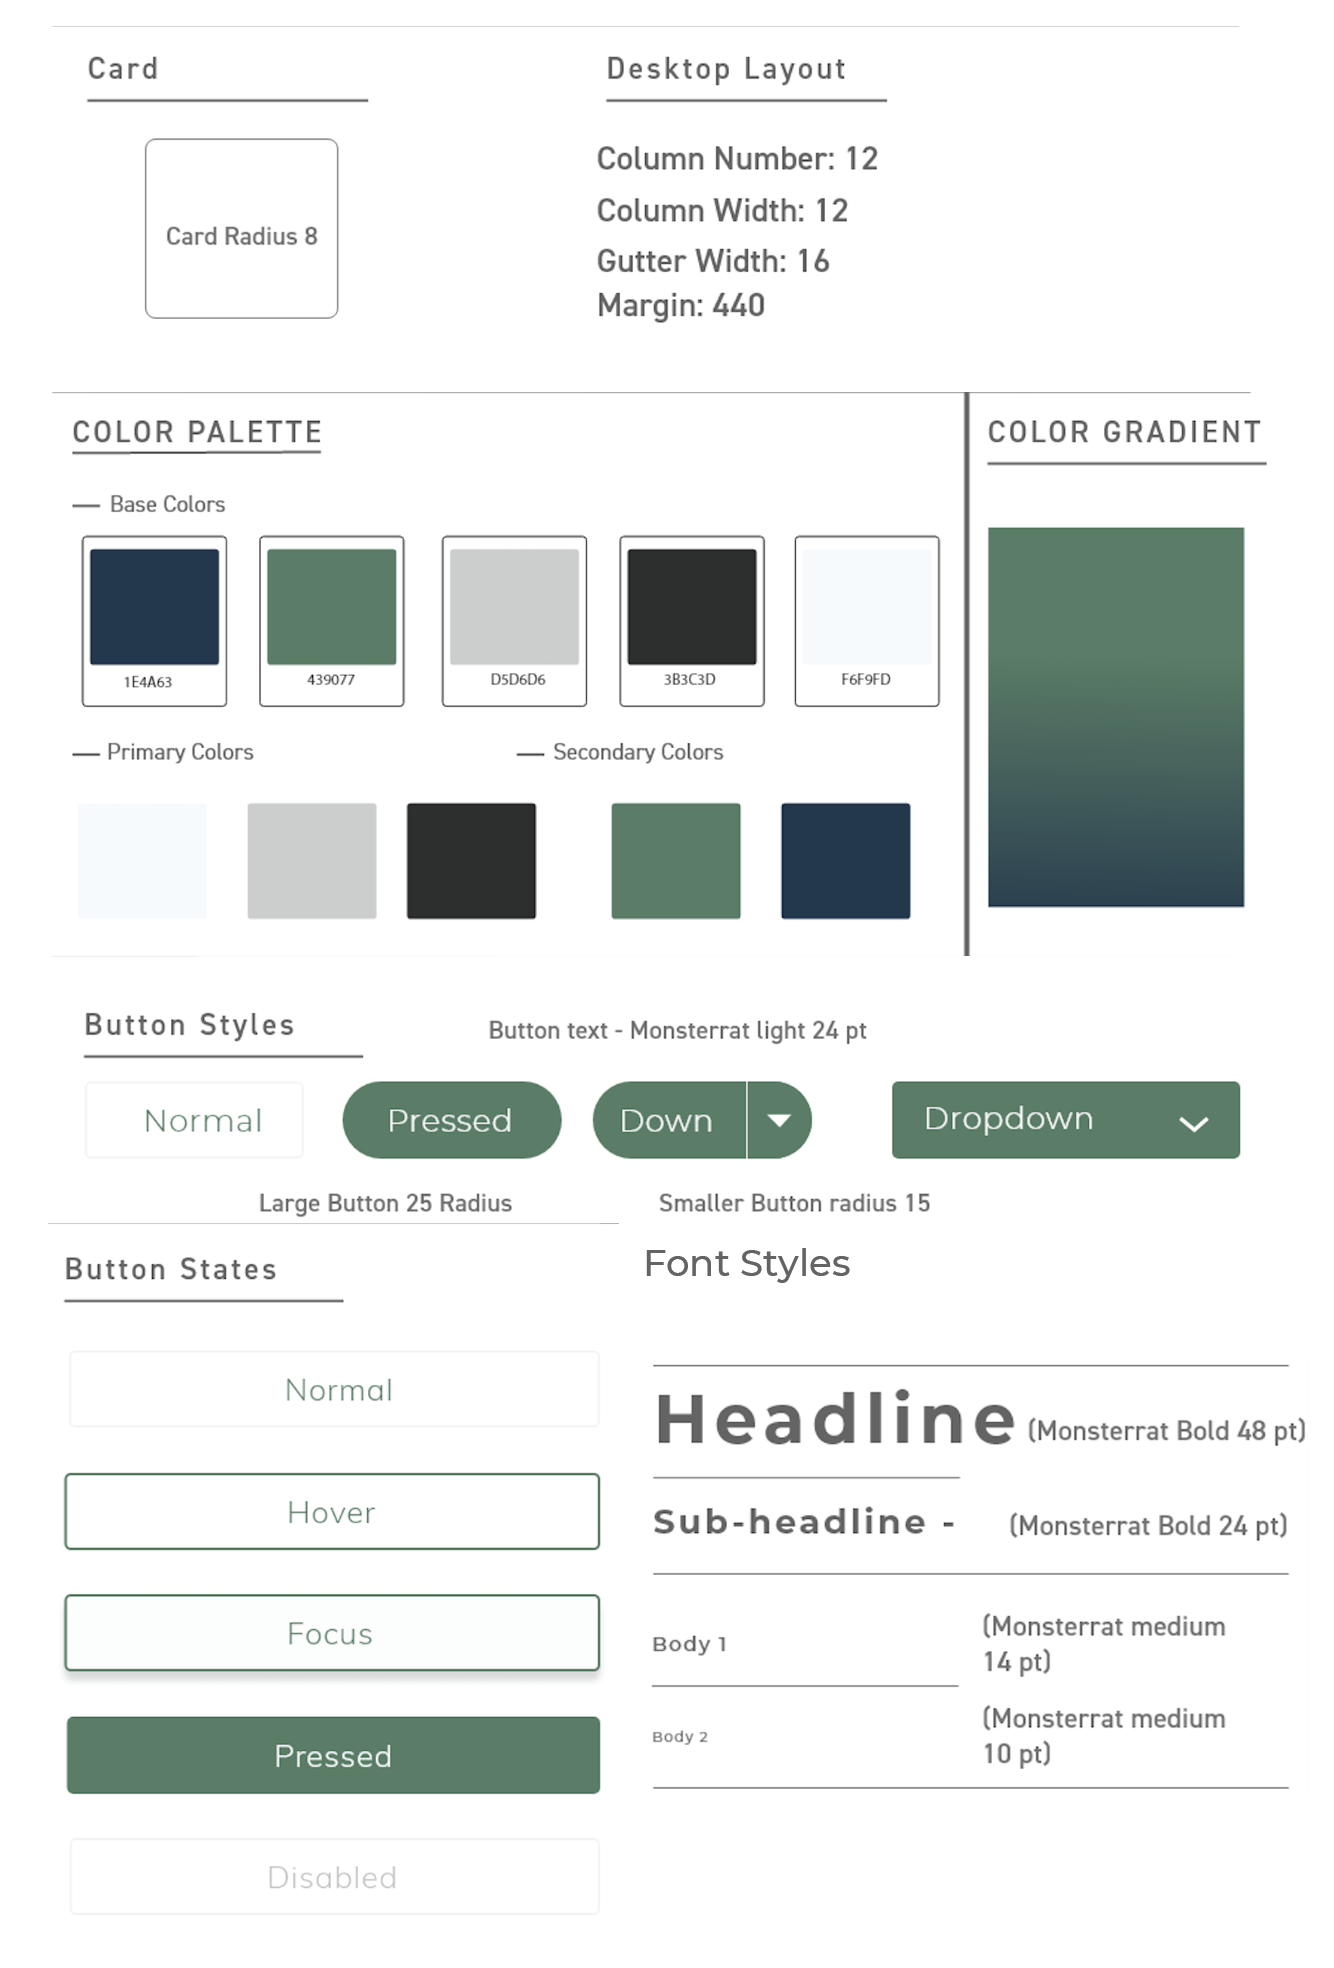 Card
Card Radius 8
Desktop Layout
Column Number: 12
Column Width: 12
Gutter Width: 16
Margin: 440
COLOR PALETTE
Base Colors
1E4A63
439077
D5D6D6
3B3C3D
F6F9FD
Primary Colors
Secondary Colors
COLOR GRADIENT
Button Styles
Button text - Monsterrat light 24 pt
Normal
Pressed
Down
Dropdown
Large Button 25 Radius
Smaller Button radius 15
Button States
Normal
Hover
Focus
Pressed
Disabled
Font Styles
Headline (Monsterrat Bold 48 pt)
Sub-headline - (Monsterrat Bold 24 pt)
Body 1
(Monsterrat medium
14 pt)
Body 2
(Monsterrat medium
10 pt)